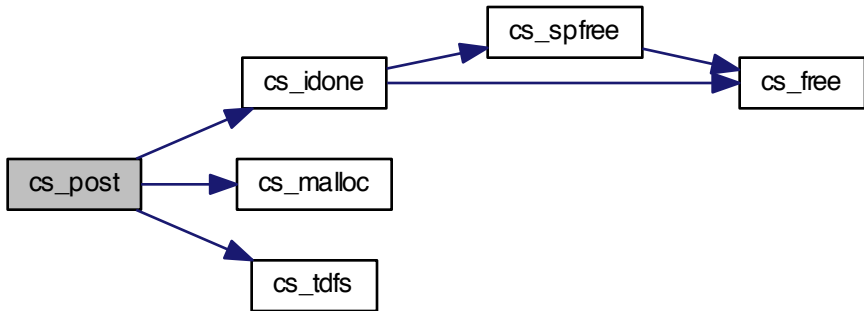 cs_spfree
cs_idone
cs_free
cs_post
cs_malloc
cs_tdfs